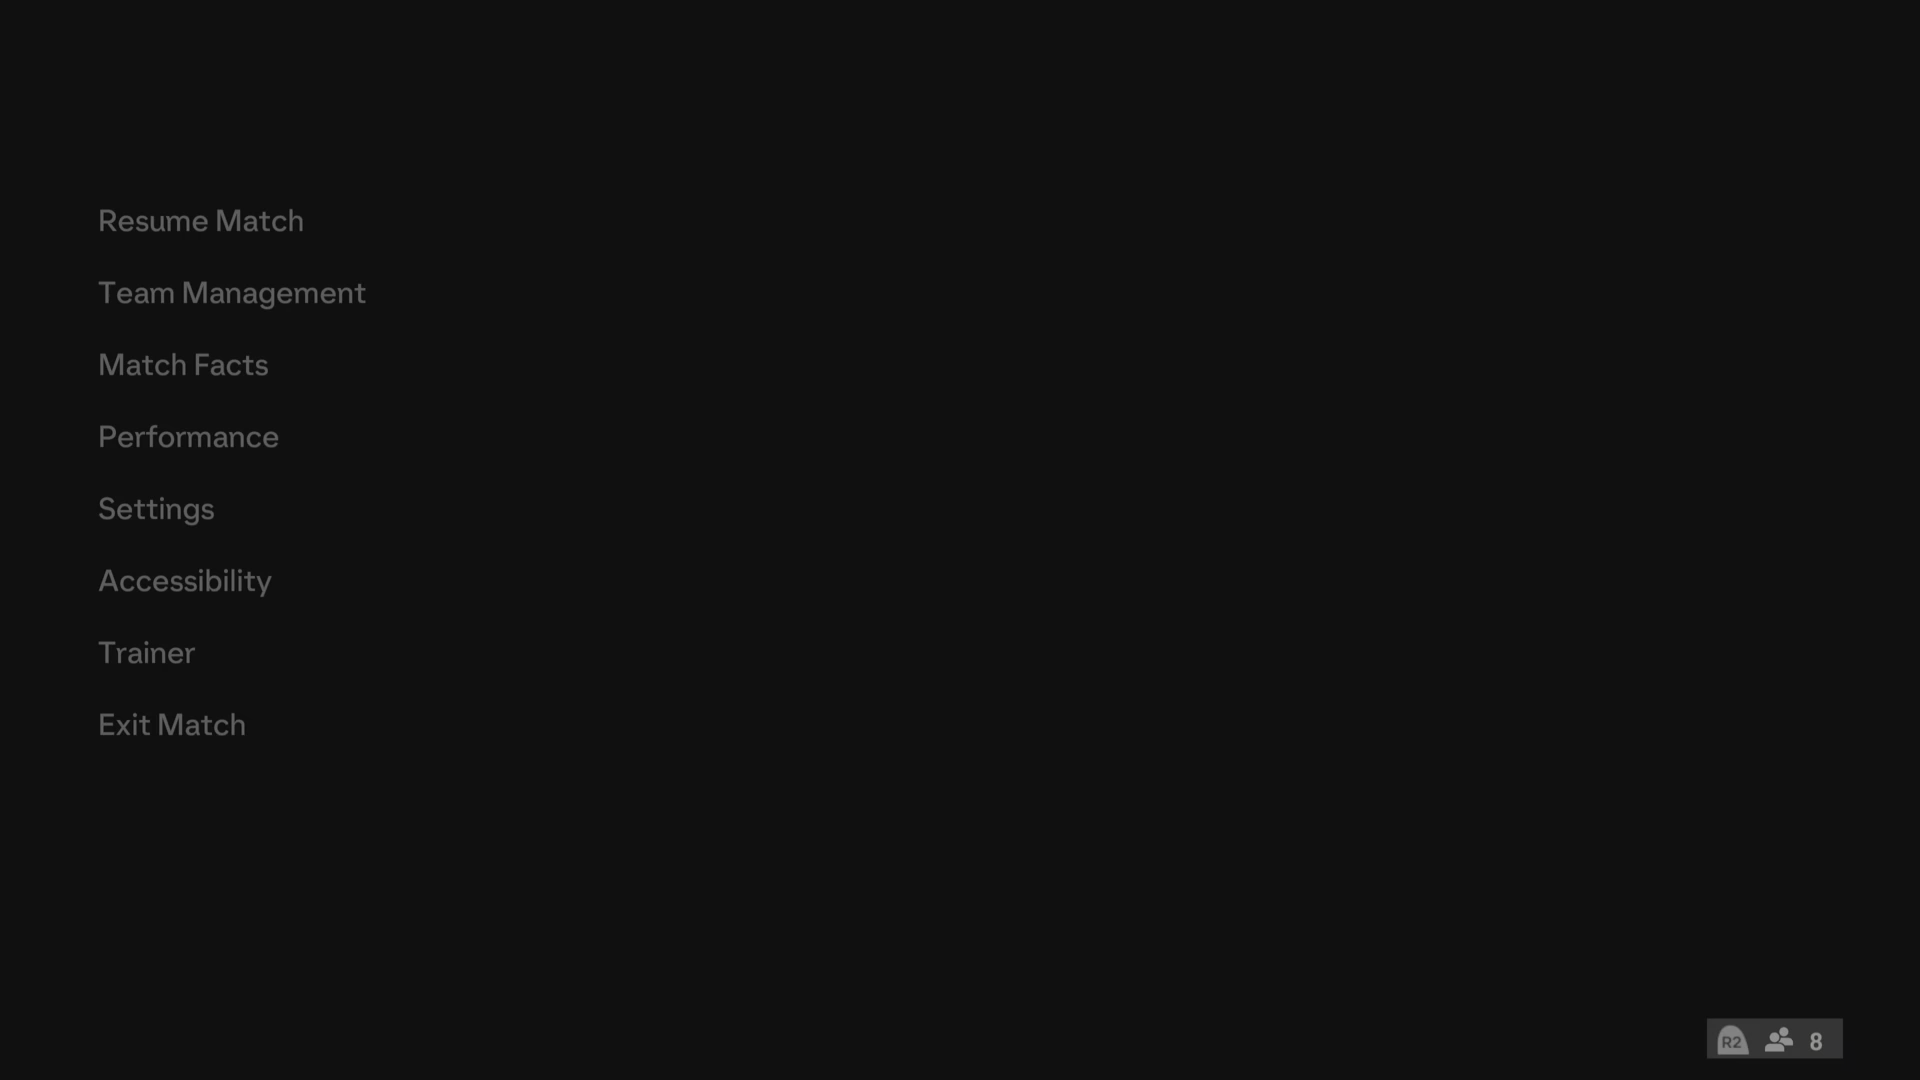 Resume Match
Team Management
Match Facts
Performance
Settings
Accessibility
Trainer
Exit Match
R2 8